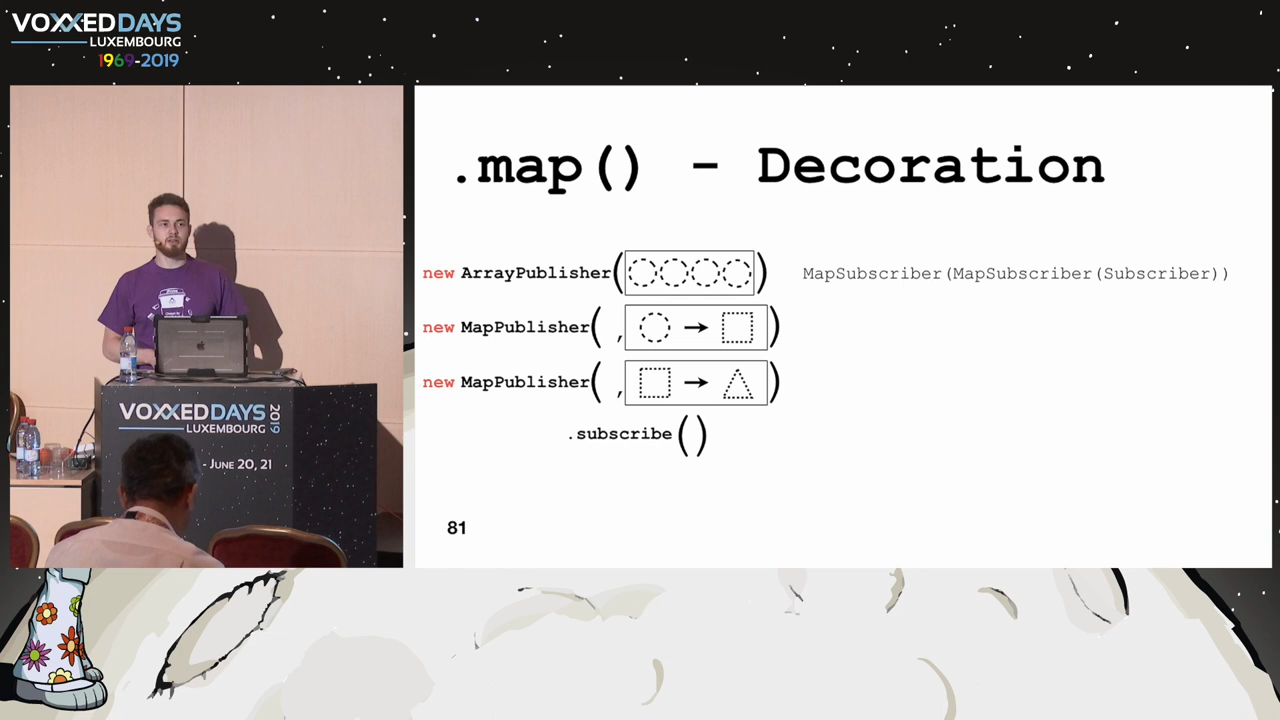 VOXXEDDAYS
LUXEMBOURG
1969-2019
.map() - Decoration
new ArrayPublisher( )
MapSubscriber(MapSubscriber(Subscriber))
new MapPublisher( , → )
new MapPublisher( , → )
.subscribe()
81
VOXXEDDAYS 2019
LUXEMBOURG
- JUNE 20, 21